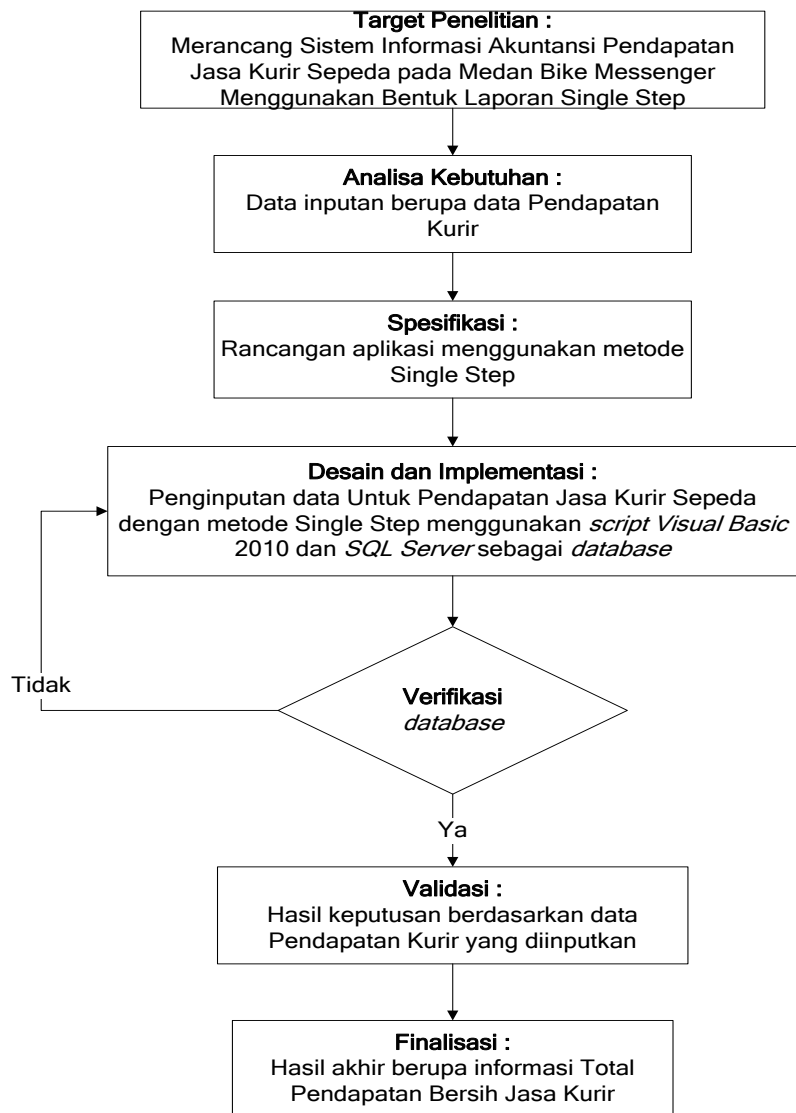 Target Penelitian :
Merancang Sistem Informasi Akuntansi Pendapatan
Jasa Kurir Sepeda pada Medan Bike Messenger
Menggunakan Bentuk Laporan Single Step
Analisa Kebutuhan :
Data inputan berupa data Pendapatan
Kurir
Spesifikasi :
Rancangan aplikasi menggunakan metode
Single Step
Desain dan Implementasi :
Penginputan data Untuk Pendapatan Jasa Kurir Sepeda
dengan metode Single Step menggunakan script Visual Basic
2010 dan SQL Server sebagai database
Tidak
Verifikasi
database
Ya
Validasi :
Hasil keputusan berdasarkan data
Pendapatan Kurir yang diinputkan
Finalisasi :
Hasil akhir berupa informasi Total
Pendapatan Bersih Jasa Kurir